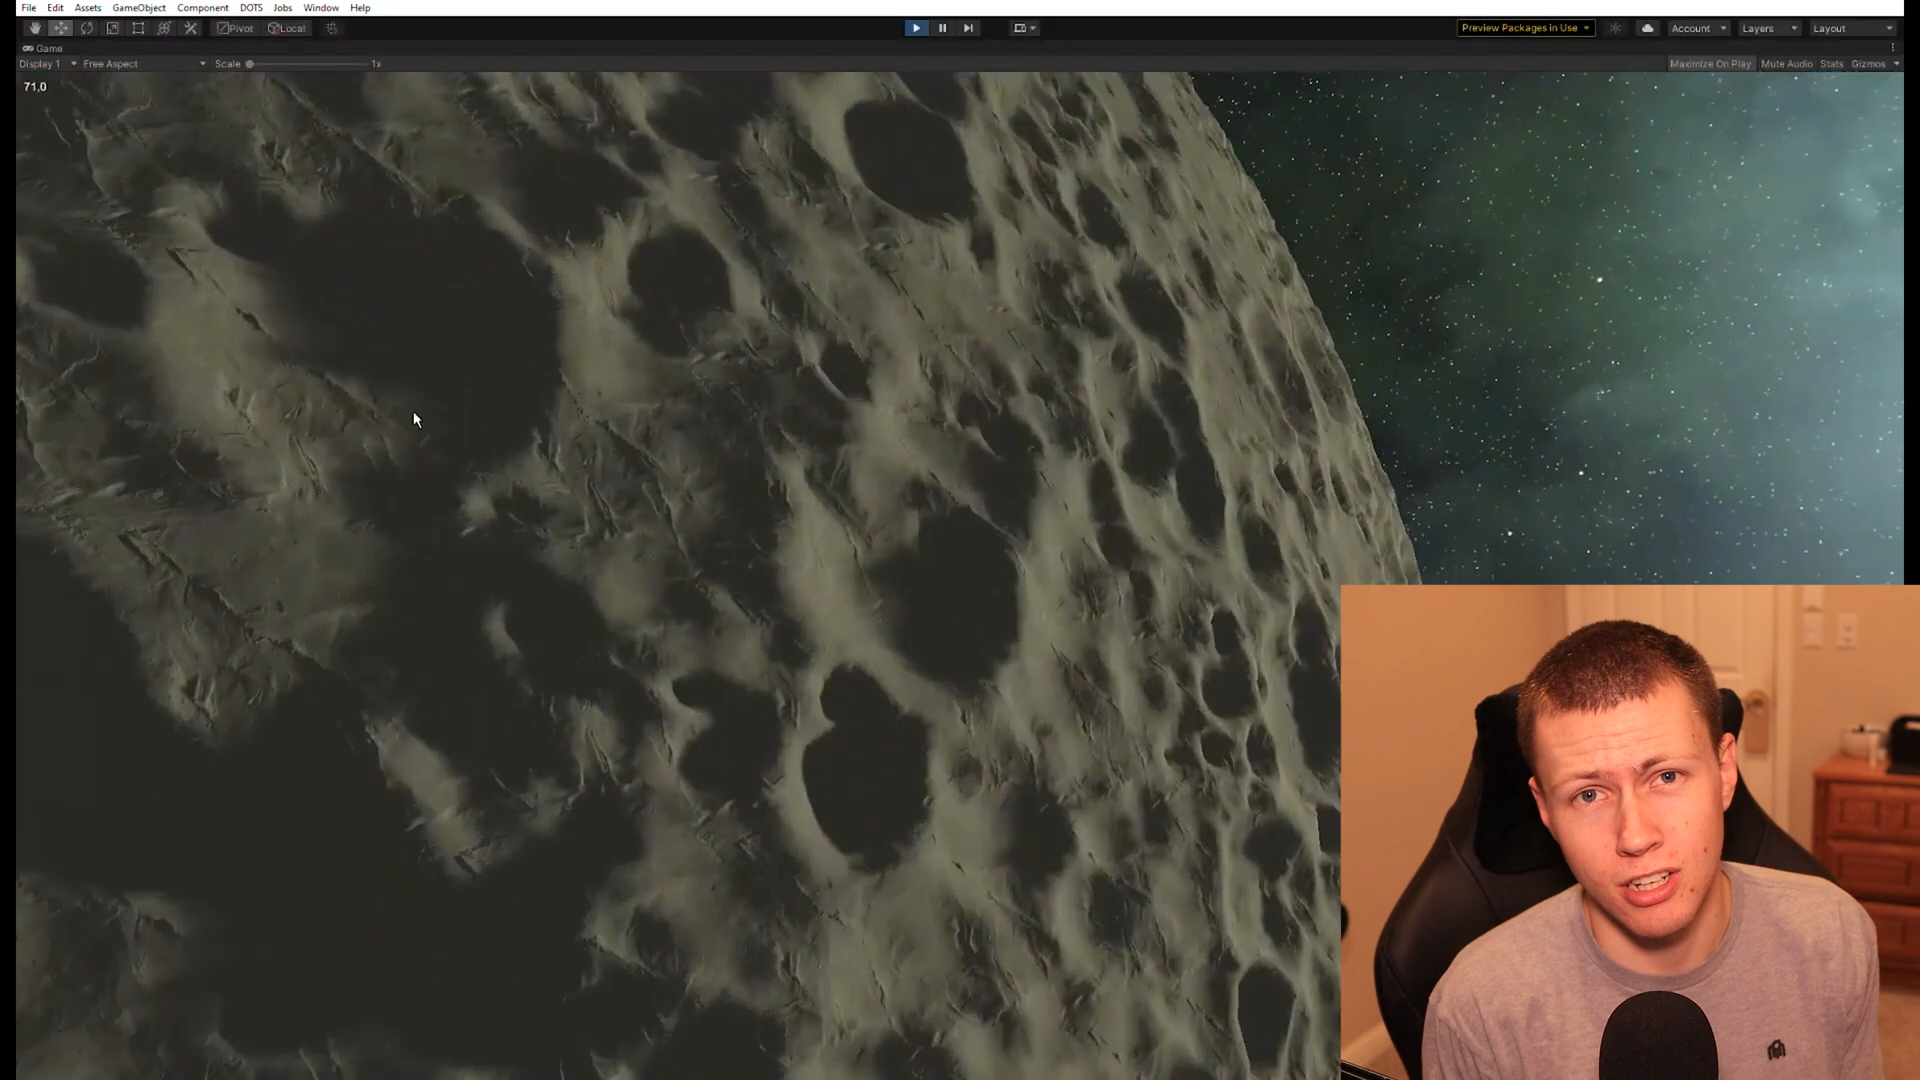 File Edit Assets GameObject Component DOTS Jobs Window Help
Pivot Local Preview Packages in Use Account Layers Layout
Game
Display 1 Free Aspect Scale 1x Maximize On Play Mute Audio Stats Gizmos
71,0